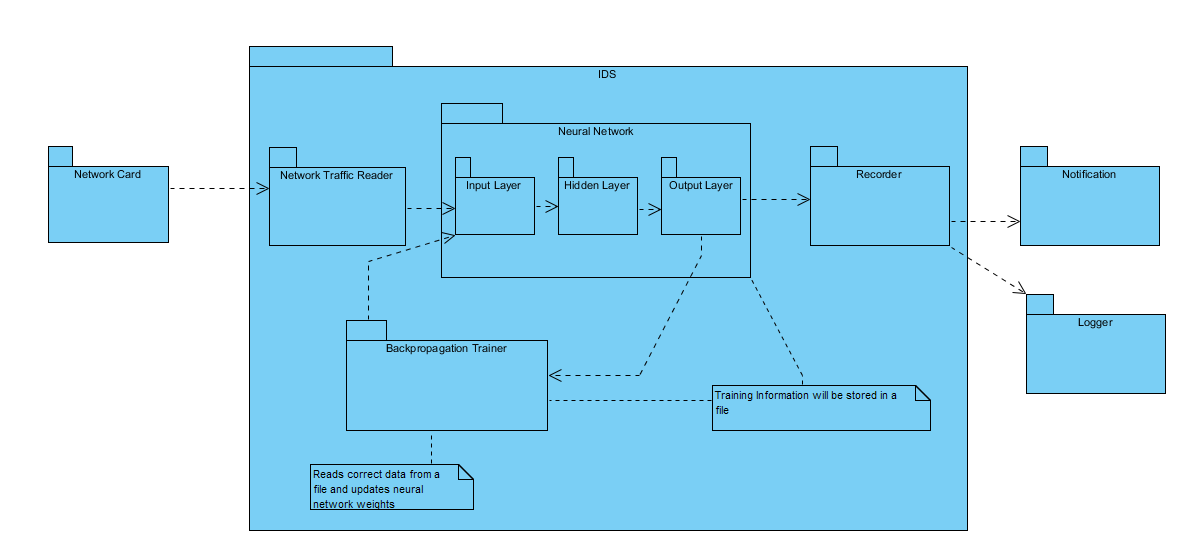 IDS
Neural Network
Network Card
Network Traffic Reader
Input Layer
Hidden Layer
Output Layer
Recorder
Notification
Logger
Backpropagation Trainer
Training Information will be stored in a
file
Reads correct data from a
file and updates neural
network weights